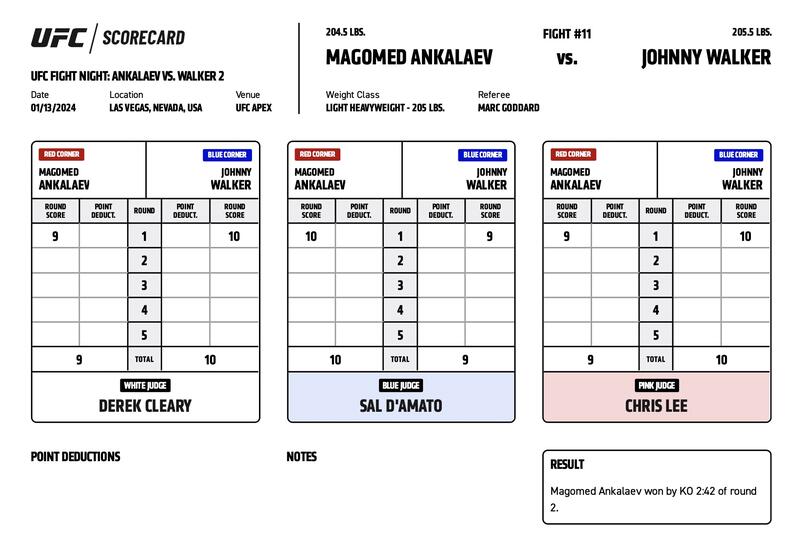 UFC / SCORECARD
UFC FIGHT NIGHT: ANKALAEV VS. WALKER 2
Date Location Venue
01/13/2024 LAS VEGAS, NEVADA, USA UFC APEX
204.5 LBS. FIGHT #11 205.5 LBS.
MAGOMED ANKALAEV VS. JOHNNY WALKER
Weight Class Referee
LIGHT HEAVYWEIGHT - 205 LBS. MARC GODDARD
RED CORNER BLUE CORNER
MAGOMED JOHNNY
ANKALAEV WALKER
ROUND POINT ROUND POINT ROUND
SCORE DEDUCT. DEDUCT. SCORE
9 1 10
2
3
4
5
9 TOTAL 10
WHITE JUDGE
DEREK CLEARY
RED CORNER BLUE CORNER
MAGOMED JOHNNY
ANKALAEV WALKER
ROUND POINT ROUND POINT ROUND
SCORE DEDUCT. DEDUCT. SCORE
10 1 9
2
3
4
5
10 TOTAL 9
BLUE JUDGE
SAL D'AMATO
RED CORNER BLUE CORNER
MAGOMED JOHNNY
ANKALAEV WALKER
ROUND POINT ROUND POINT ROUND
SCORE DEDUCT. DEDUCT. SCORE
9 1 10
2
3
4
5
9 TOTAL 10
PINK JUDGE
CHRIS LEE
POINT DEDUCTIONS
NOTES
RESULT
Magomed Ankalaev won by KO 2:42 of round
2.